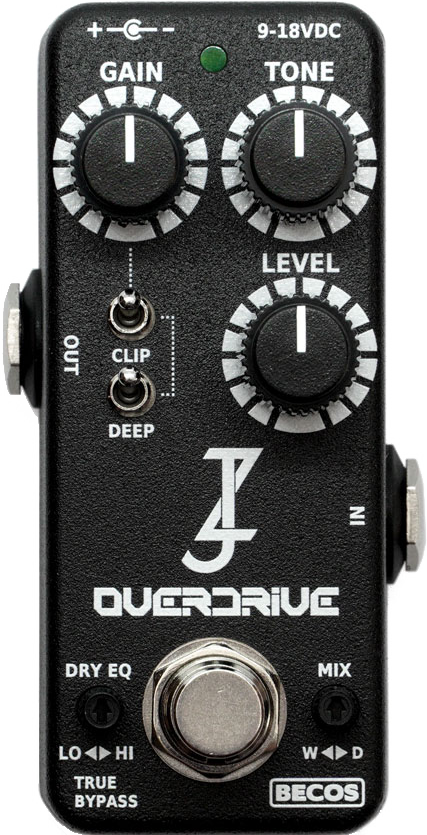 9-18VDC
GAIN TONE
LEVEL
OUT
CLIP
DEEP
IN
OVERDRIVE
DRY EQ MIX
LO HI W D
TRUE
BYPASS
BECOS